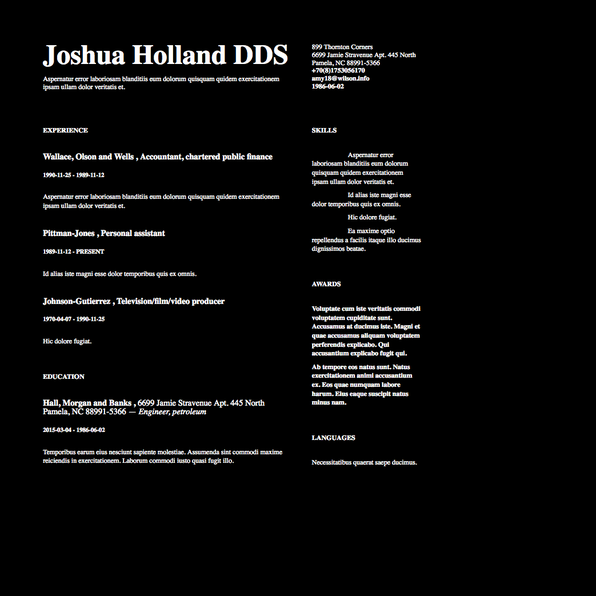 Joshua Holland DDS
Aspernatur error laboriosam blanditiis eum dolorum quisquam quidem exercitationem
ipsam ullam dolor veritatis et.
899 Thornton Corners
6699 Jamie Stravenue Apt. 445 North
Pamela, NC 88991-5366
+70(8)1753056170
amy18@wilson.info
1986-06-02
EXPERIENCE
Wallace, Olson and Wells , Accountant, chartered public finance
1990-11-25 - 1989-11-12
Aspernatur error laboriosam blanditiis eum dolorum quisquam quidem exercitationem
ipsam ullam dolor veritatis et.
Pittman-Jones , Personal assistant
1989-11-12 - PRESENT
Id alias iste magni esse dolor temporibus quis ex omnis.
Johnson-Gutierrez , Television/film/video producer
1970-04-07 - 1990-11-25
Hic dolore fugiat.
EDUCATION
Hall, Morgan and Banks , 6699 Jamie Stravenue Apt. 445 North
Pamela, NC 88991-5366 — Engineer, petroleum
2015-03-04 - 1986-06-02
Temporibus earum eius nesciunt sapiente molestiae. Assumenda sint commodi maxime
reiciendis in exercitationem. Laborum commodi iusto quasi fugit illo.
SKILLS
Aspernatur error
laboriosam blanditiis eum dolorum
quisquam quidem exercitationem
ipsam ullam dolor veritatis et.
Id alias iste magni esse
dolor temporibus quis ex omnis.
Hic dolore fugiat.
Ea maxime optio
repellendus a facilis itaque illo ducimus
dignissimos beatae.
AWARDS
Voluptate cum iste veritatis commodi
voluptatem cupiditate sunt.
Accusamus at ducimus iste. Magni et
quae accusamus aliquam voluptatem
perferendis explicabo. Qui
accusantium explicabo fugit qui.
Ab tempore eos natus sunt. Natus
exercitationem animi accusantium
ex. Eos quae numquam labore
harum. Eius eaque suscipit natus
minus nam.
LANGUAGES
Necessitatibus quaerat saepe ducimus.